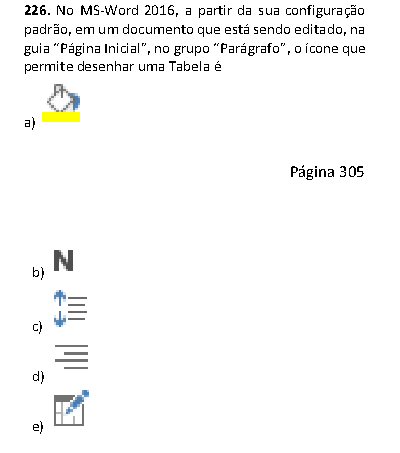 226. No MS-Word 2016, a partir da sua configuração
padrão, em um documento que está sendo editado, na
guia “Página Inicial”, no grupo “Parágrafo”, o ícone que
permite desenhar uma Tabela é
a)
Página 305
b) N
c)
d)
e)